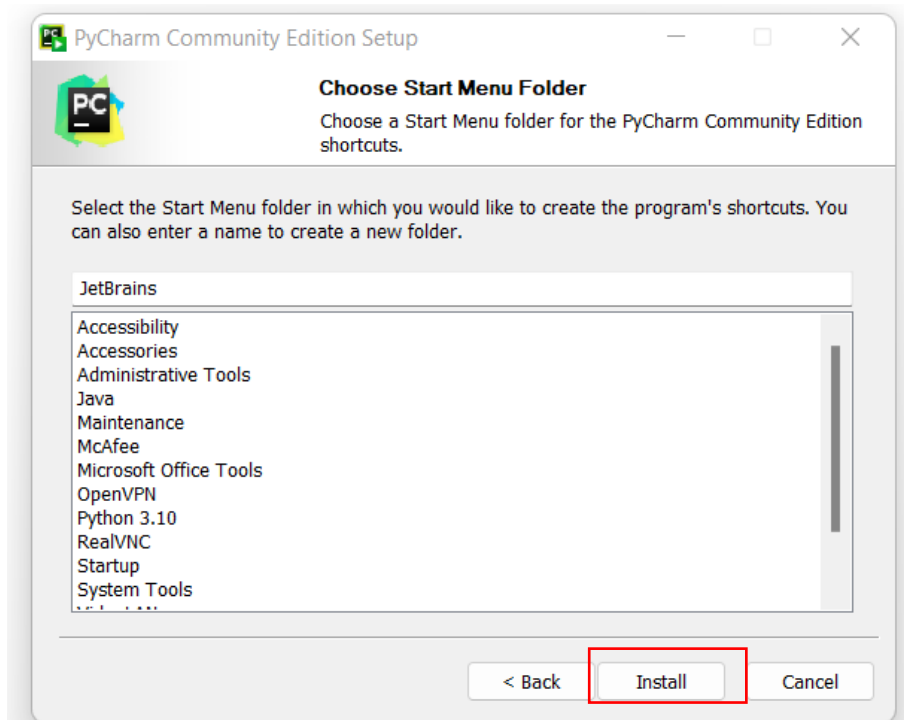 PyCharm Community Edition Setup
PC
Choose Start Menu Folder
Choose a Start Menu folder for the PyCharm Community Edition
shortcuts.
Select the Start Menu folder in which you would like to create the program's shortcuts. You
can also enter a name to create a new folder.
JetBrains
Accessibility
Accessories
Administrative Tools
Java
Maintenance
McAfee
Microsoft Office Tools
OpenVPN
Python 3.10
RealVNC
Startup
System Tools
< Back Install Cancel